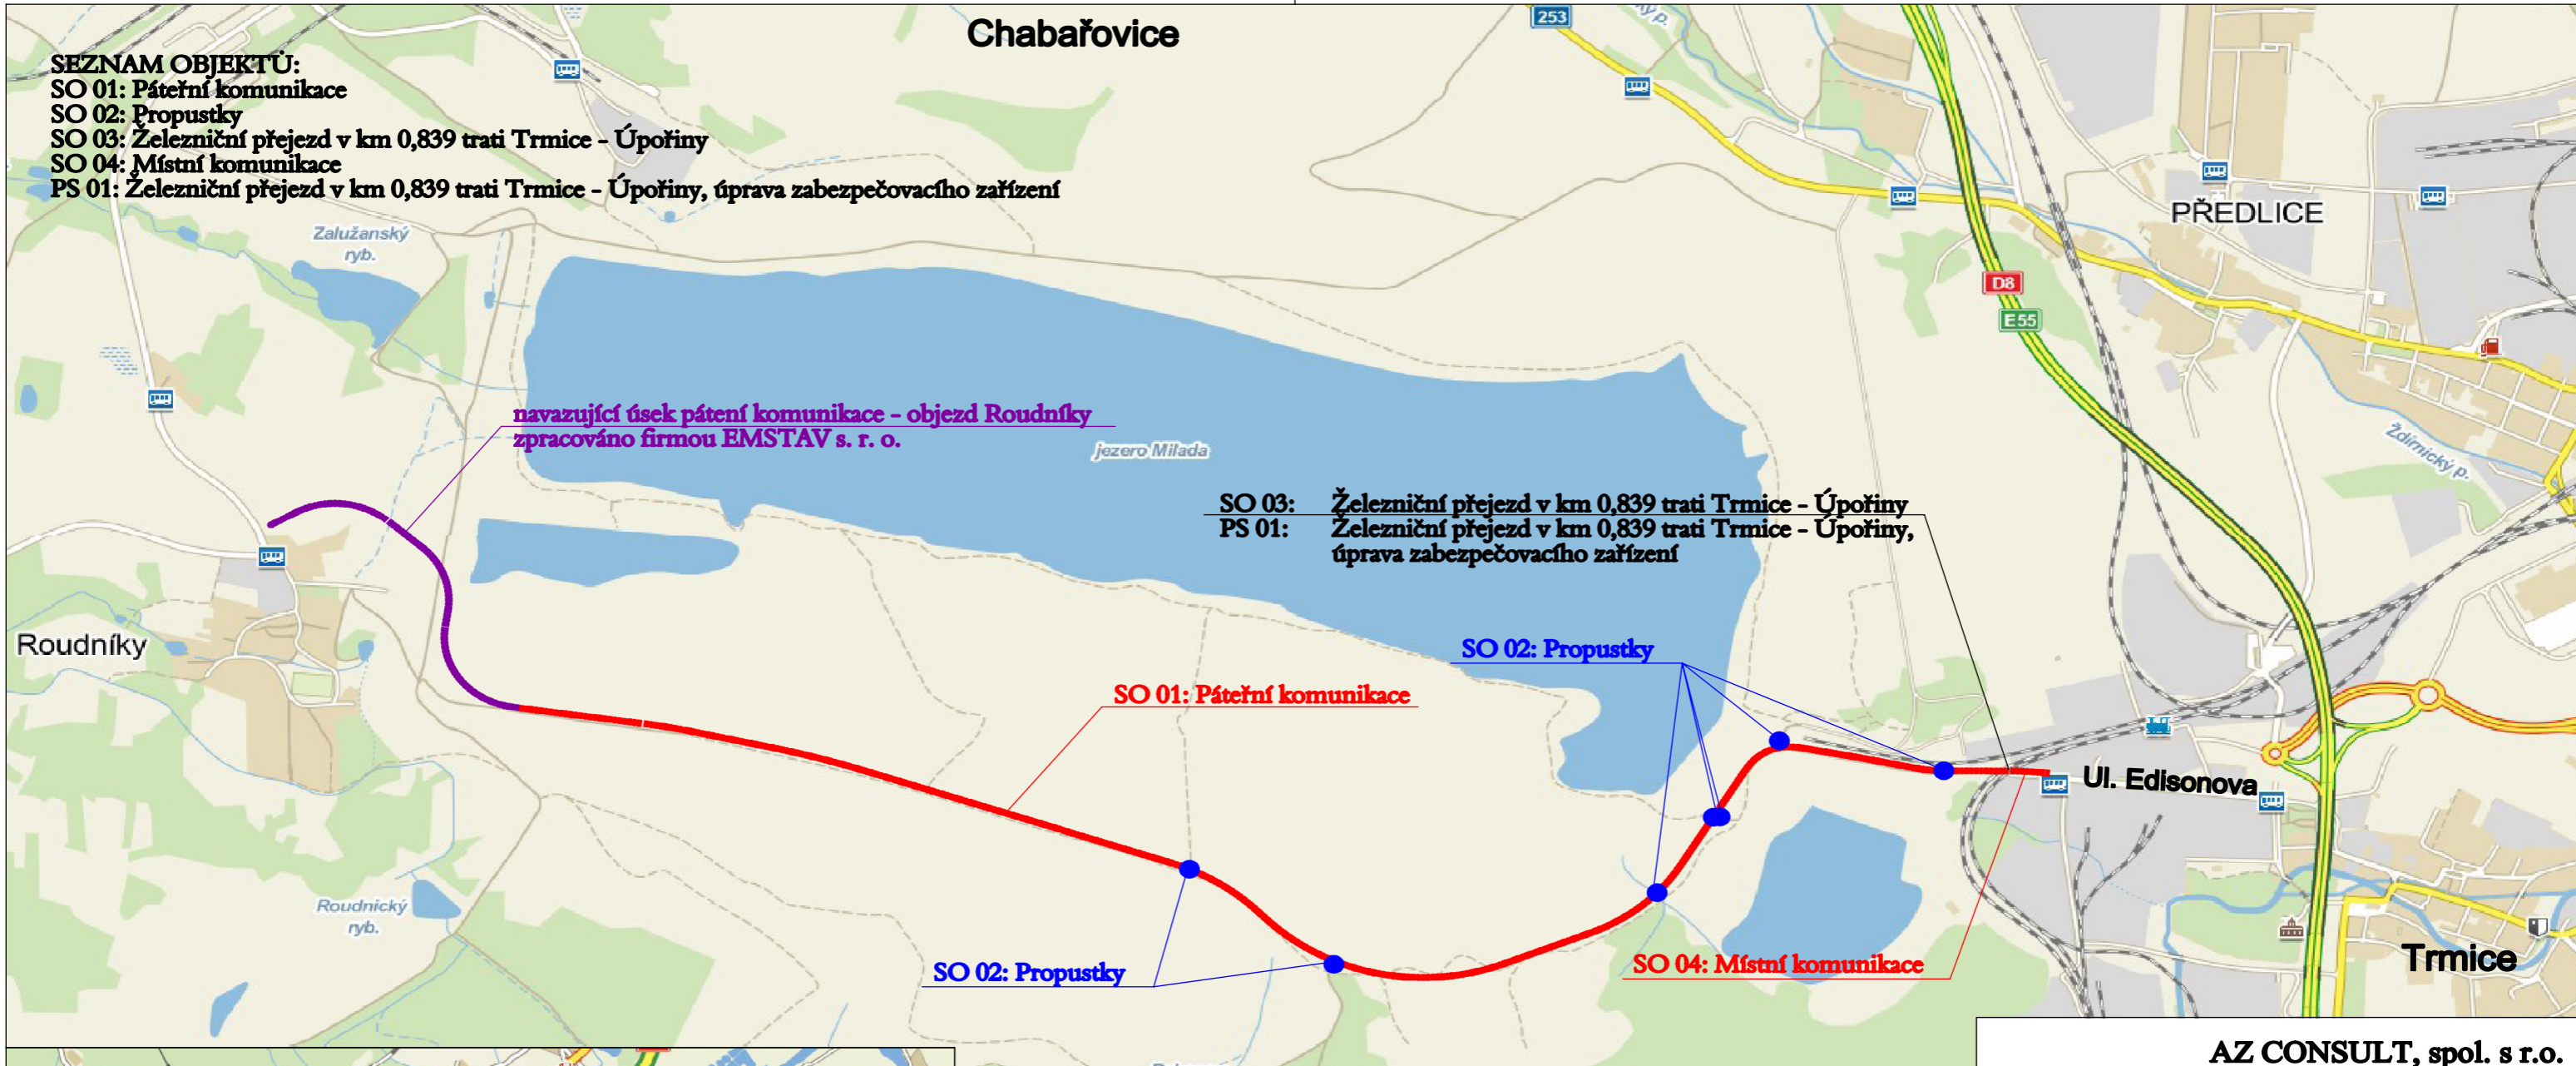 Chabařovice
253
ký p.
SEZNAM OBJEKTŮ:
SO 01: Páteřní komunikace
SO 02: Propustky
SO 03: Železniční přejezd v km 0,839 trati Trmice - Úpořiny
SO 04: Místní komunikace
PS 01: Železniční přejezd v km 0,839 trati Trmice - Úpořiny, úprava zabezpečovacího zařízení
PŘEDLICE
Zalužanský
ryb.
D8
E55
navazující úsek pátení komunikace - objezd Roudníky
zpracováno firmou EMSTAV s. r. o.
jezero Milada
Ždírnický p.
SO 03: Železniční přejezd v km 0,839 trati Trmice - Úpořiny
PS 01: Železniční přejezd v km 0,839 trati Trmice - Úpořiny,
úprava zabezpečovacího zařízení
Roudníky
SO 02: Propustky
SO 01: Páteřní komunikace
Ul. Edisonova
Roudnický
ryb.
SO 02: Propustky
SO 04: Místní komunikace
Trmice
AZ CONSULT, spol. s r.o.